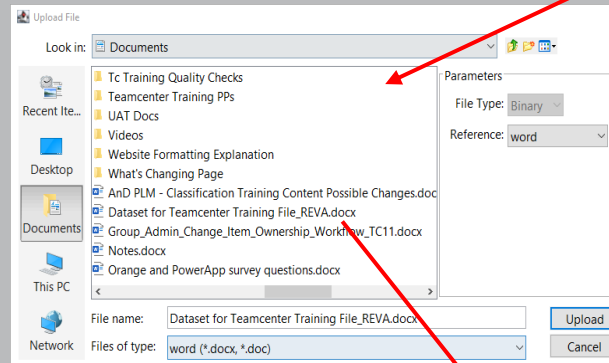 Upload File
Look in: Documents
Recent Ite...
Desktop
Documents
This PC
Network
Tc Training Quality Checks
Teamcenter Training PPs
UAT Docs
Videos
Website Formatting Explanation
What's Changing Page
AnD PLM - Classification Training Content Possible Changes.doc
Dataset for Teamcenter Training File_REVA.docx
Group_Admin_Change_Item_Ownership_Workflow_TC11.docx
Notes.docx
Orange and PowerApp survey questions.docx
Parameters
File Type: Binary
Reference: word
File name: Dataset for Teamcenter Training File_REVA.docx
Upload
Files of type: word (*.docx, *.doc)
Cancel